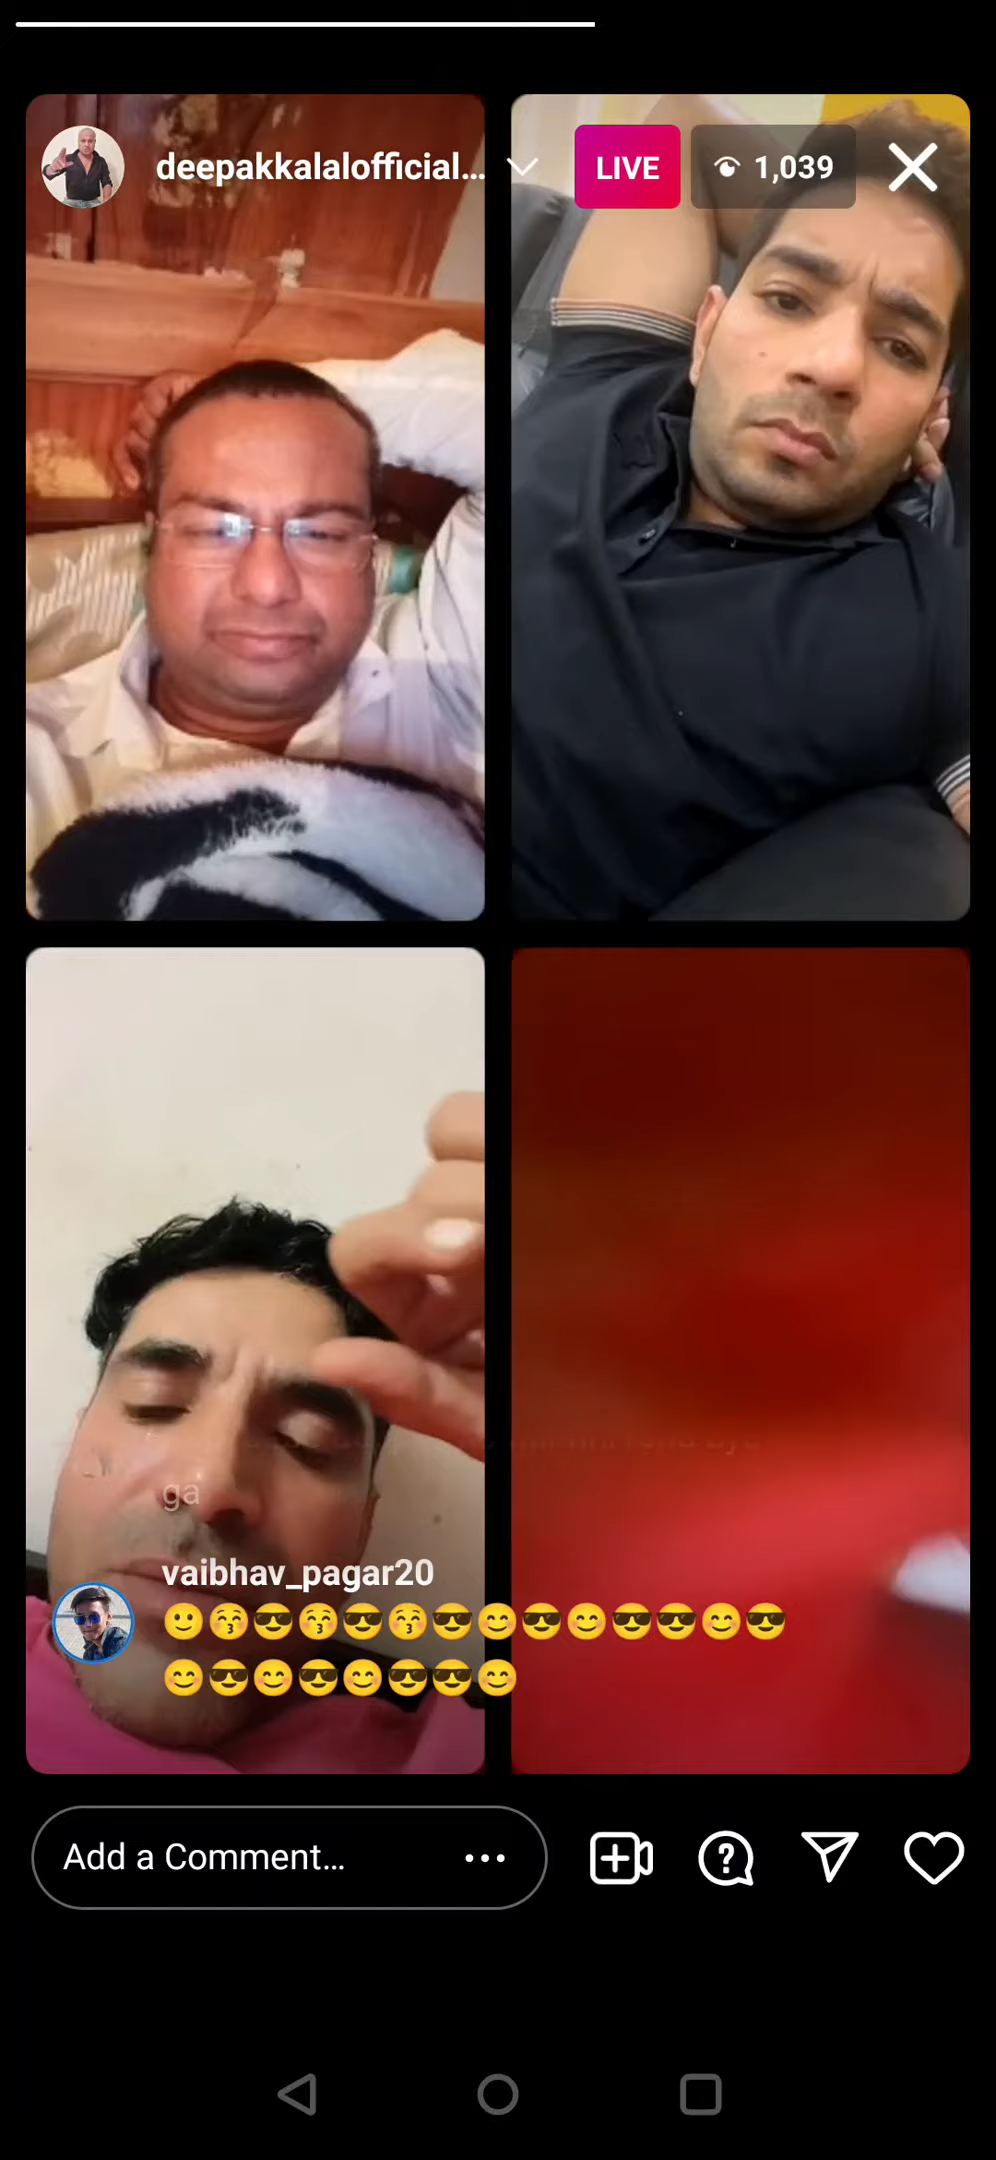 deepakkalalofficial...
LIVE
1,039
ga
vaibhav_pagar20
🙂😚😎😚😎😚😎😊😎😊😎😎😊😎
😊😎😊😎😊😎😎😊
Add a Comment...